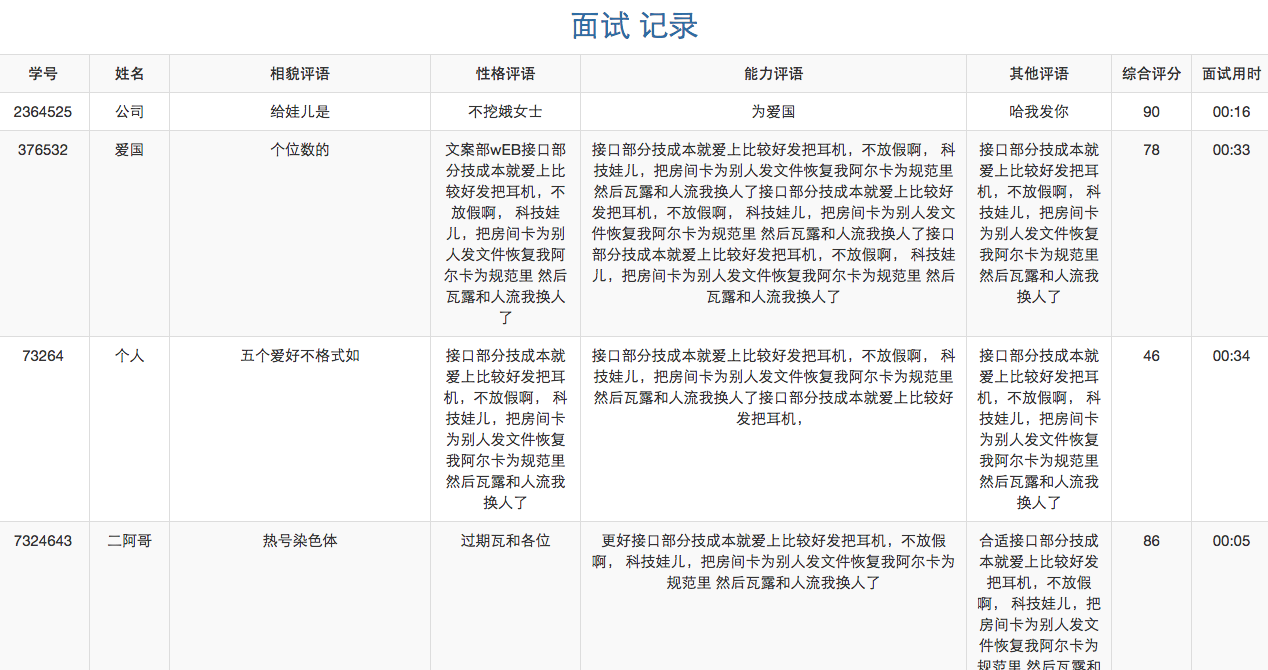 面试 记录
学号 姓名 相貌评语 性格评语 能力评语 其他评语 综合评分 面试用时
2364525 公司 给娃儿是 不挖娥女士 为爱国 哈我发你 90 00:16
376532 爱国 个位数的 文案部wEB接口部 接口部分技成本就爱上比较好发把耳机，不放假啊， 科 接口部分技成本就 78 00:33
分技成本就爱上比 技娃儿，把房间卡为别人发文件恢复我阿尔卡为规范里 爱上比较好发把耳
较好发把耳机，不 然后瓦露和人流我换人了接口部分技成本就爱上比较好 机，不放假啊， 科
放假啊， 科技娃 发把耳机，不放假啊， 科技娃儿，把房间卡为别人发文 技娃儿，把房间卡
儿，把房间卡为别 件恢复我阿尔卡为规范里 然后瓦露和人流我换人了接口 为别人发文件恢复
人发文件恢复我阿 部分技成本就爱上比较好发把耳机，不放假啊， 科技娃 我阿尔卡为规范里
尔卡为规范里 然后 儿，把房间卡为别人发文件恢复我阿尔卡为规范里 然后 然后瓦露和人流我
瓦露和人流我换人 瓦露和人流我换人了 换人了
了
73264 个人 五个爱好不格式如 接口部分技成本就 接口部分技成本就爱上比较好发把耳机，不放假啊， 科 接口部分技成本就 46 00:34
爱上比较好发把耳 技娃儿，把房间卡为别人发文件恢复我阿尔卡为规范里 爱上比较好发把耳
机，不放假啊， 科 然后瓦露和人流我换人了接口部分技成本就爱上比较好 机，不放假啊， 科
技娃儿，把房间卡 发把耳机， 技娃儿，把房间卡
为别人发文件恢复 为别人发文件恢复
我阿尔卡为规范里 我阿尔卡为规范里
然后瓦露和人流我 然后瓦露和人流我
换人了 换人了
7324643 二阿哥 热号染色体 过期瓦和各位 更好接口部分技成本就爱上比较好发把耳机，不放假 合适接口部分技成 86 00:05
啊， 科技娃儿，把房间卡为别人发文件恢复我阿尔卡为 本就爱上比较好发
规范里 然后瓦露和人流我换人了 把耳机，不放假
啊， 科技娃儿，把
房间卡为别人发文
件恢复我阿尔卡为
规范里 然后瓦露和